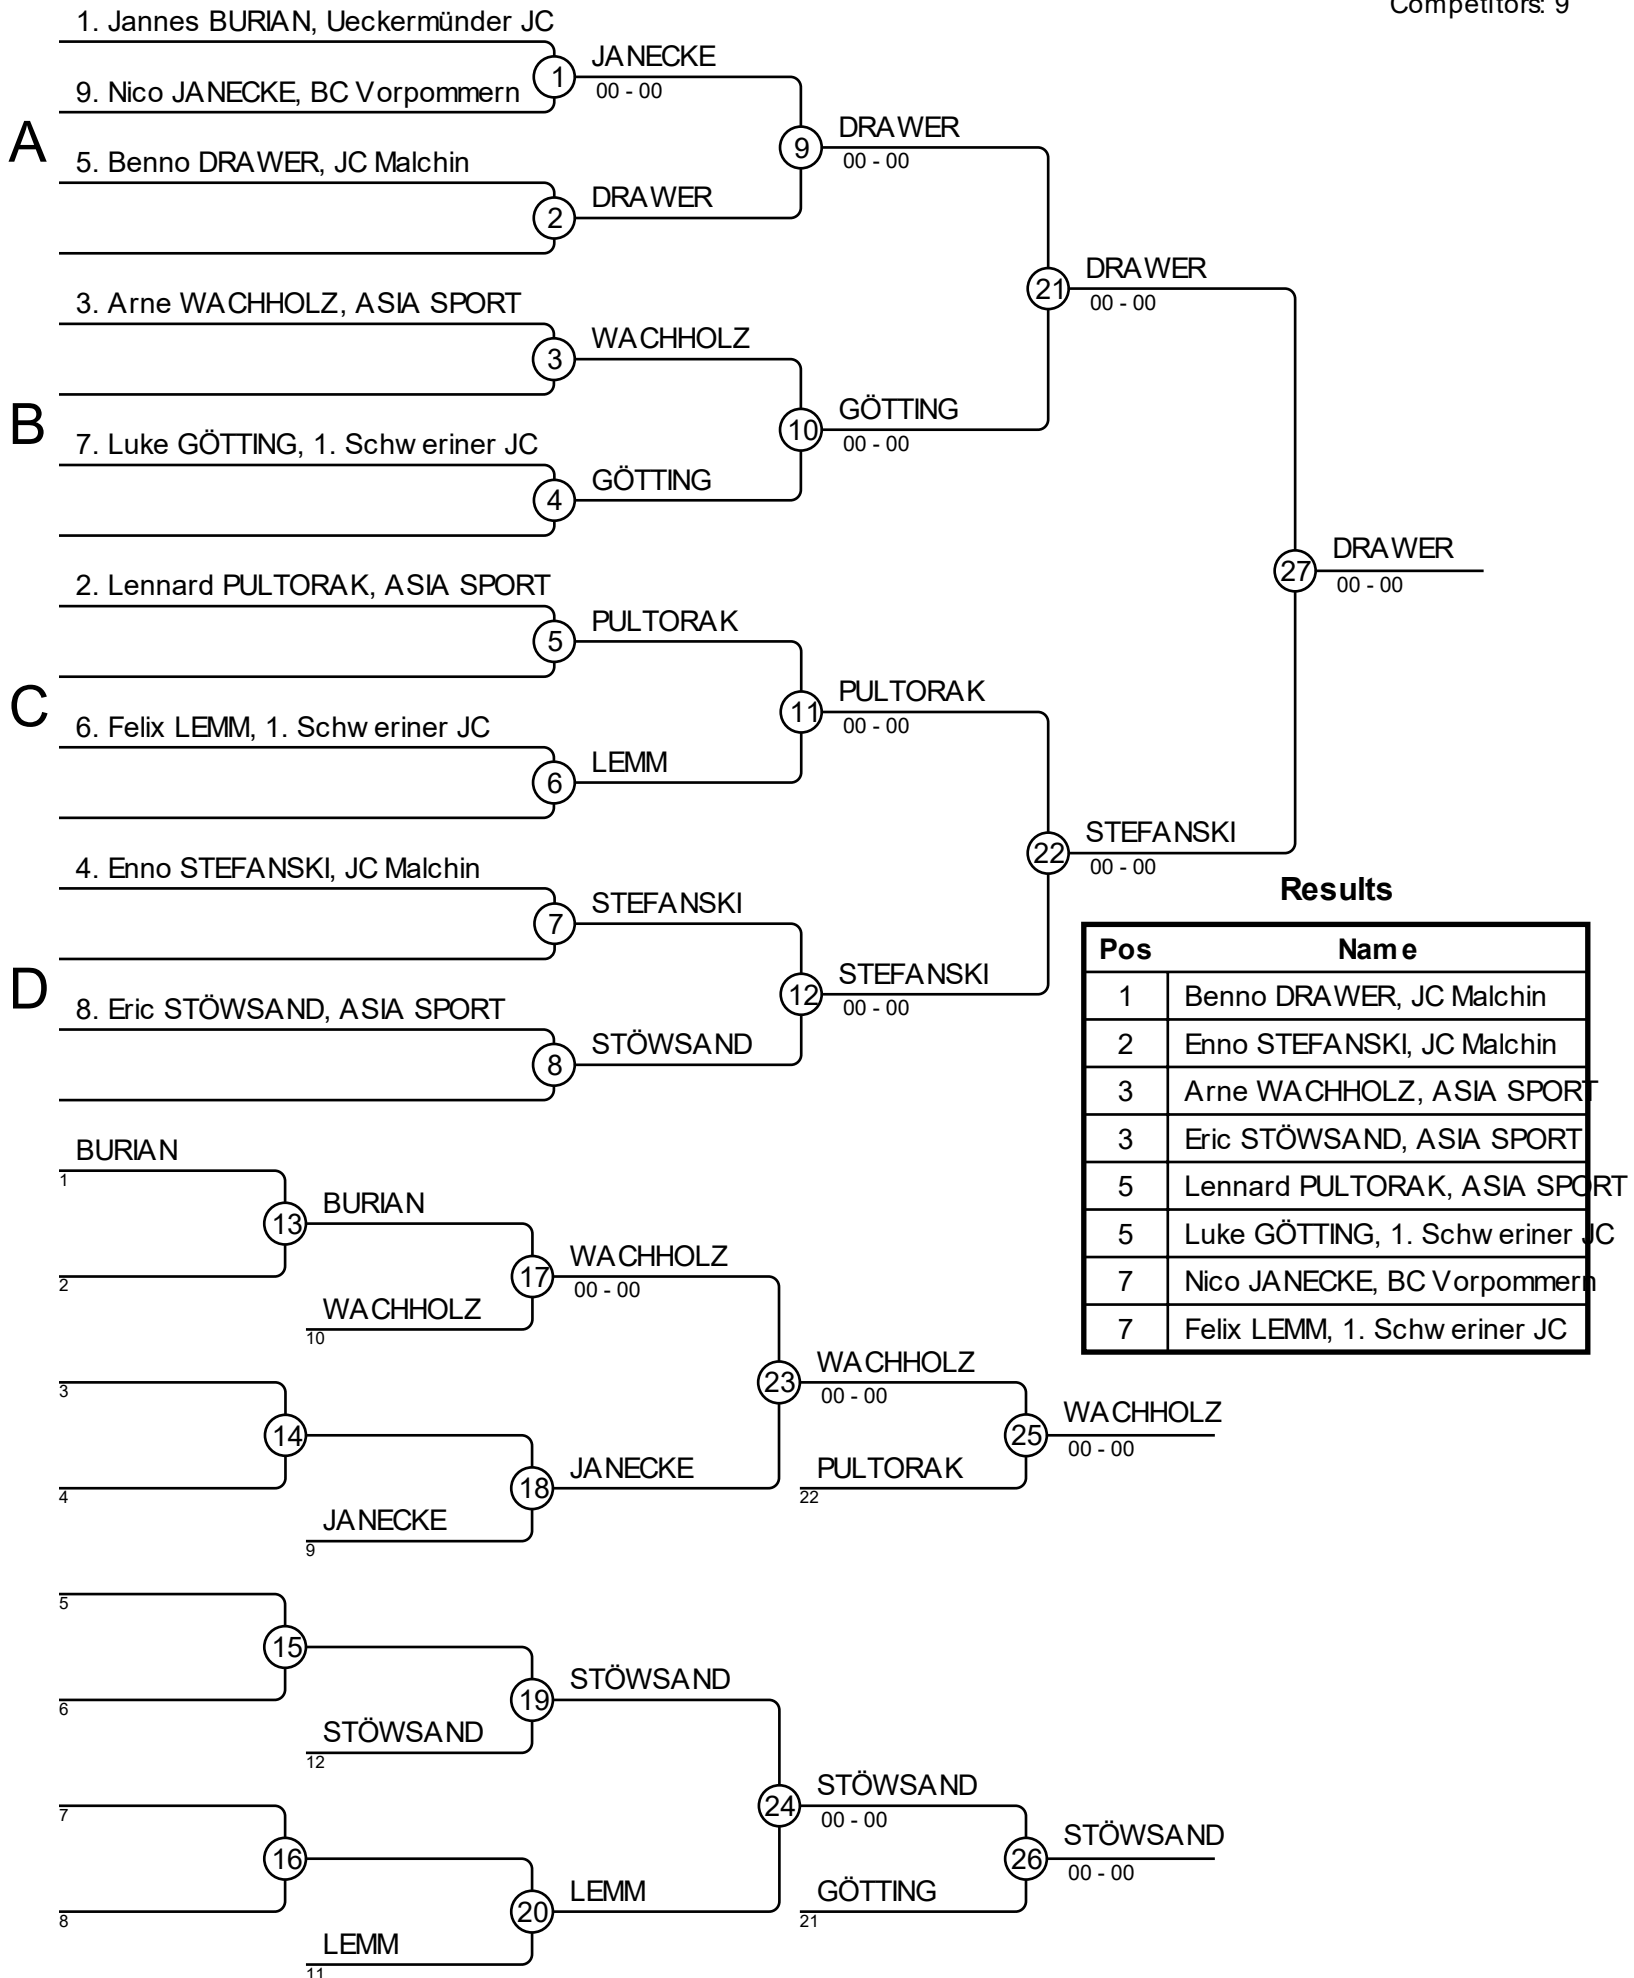 Competitors: 9
1. Jannes BURIAN, Ueckermünder JC
JANECKE
1
00 - 00
9. Nico JANECKE, BC Vorpommern
A
DRAWER
9
00 - 00
5. Benno DRAWER, JC Malchin
DRAWER
2
DRAWER
21
00 - 00
3. Arne WACHHOLZ, ASIA SPORT
WACHHOLZ
3
B
GÖTTING
10
00 - 00
7. Luke GÖTTING, 1. Schweriner JC
GÖTTING
4
DRAWER
27
00 - 00
2. Lennard PULTORAK, ASIA SPORT
PULTORAK
5
C
PULTORAK
11
00 - 00
6. Felix LEMM, 1. Schweriner JC
LEMM
6
STEFANSKI
22
00 - 00
4. Enno STEFANSKI, JC Malchin
STEFANSKI
7
D
STEFANSKI
12
00 - 00
8. Eric STÖWSAND, ASIA SPORT
STÖWSAND
8
Results
Pos Name
1 Benno DRAWER, JC Malchin
2 Enno STEFANSKI, JC Malchin
3 Arne WACHHOLZ, ASIA SPORT
3 Eric STÖWSAND, ASIA SPORT
5 Lennard PULTORAK, ASIA SPORT
5 Luke GÖTTING, 1. Schweriner JC
7 Nico JANECKE, BC Vorpommern
7 Felix LEMM, 1. Schweriner JC
BURIAN
1
BURIAN
13
2
WACHHOLZ
17
00 - 00
WACHHOLZ
10
3
WACHHOLZ
23
00 - 00
14
4
JANECKE
18
JANECKE
9
WACHHOLZ
25
00 - 00
PULTORAK
22
5
15
6
STÖWSAND
19
STÖWSAND
12
7
STÖWSAND
24
00 - 00
16
8
LEMM
20
LEMM
11
STÖWSAND
26
00 - 00
GÖTTING
21